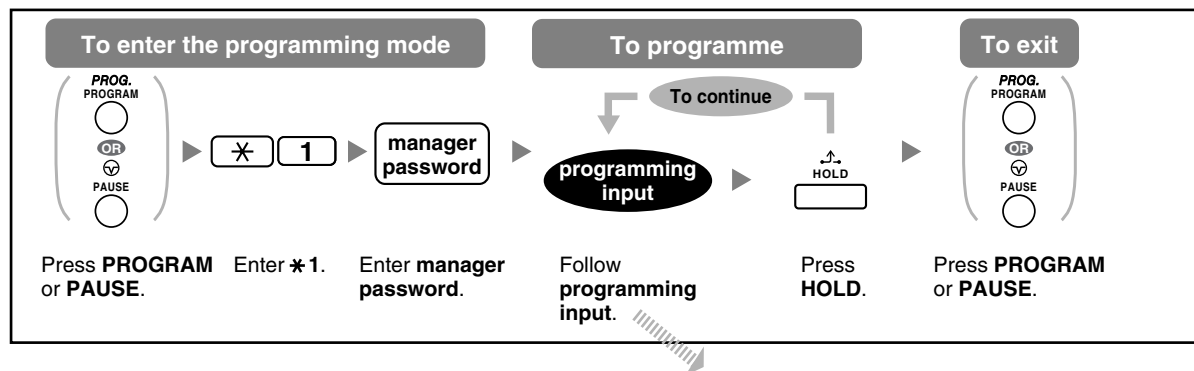 To enter the programming mode
To programme
To exit
PROG.
PROGRAM
OR
PAUSE
1
manager
password
To continue
programming
input
HOLD
PROG.
PROGRAM
OR
PAUSE
Press PROGRAM
or PAUSE.
Enter * 1.
Enter manager
password.
Follow
programming
input.
Press
HOLD.
Press PROGRAM
or PAUSE.